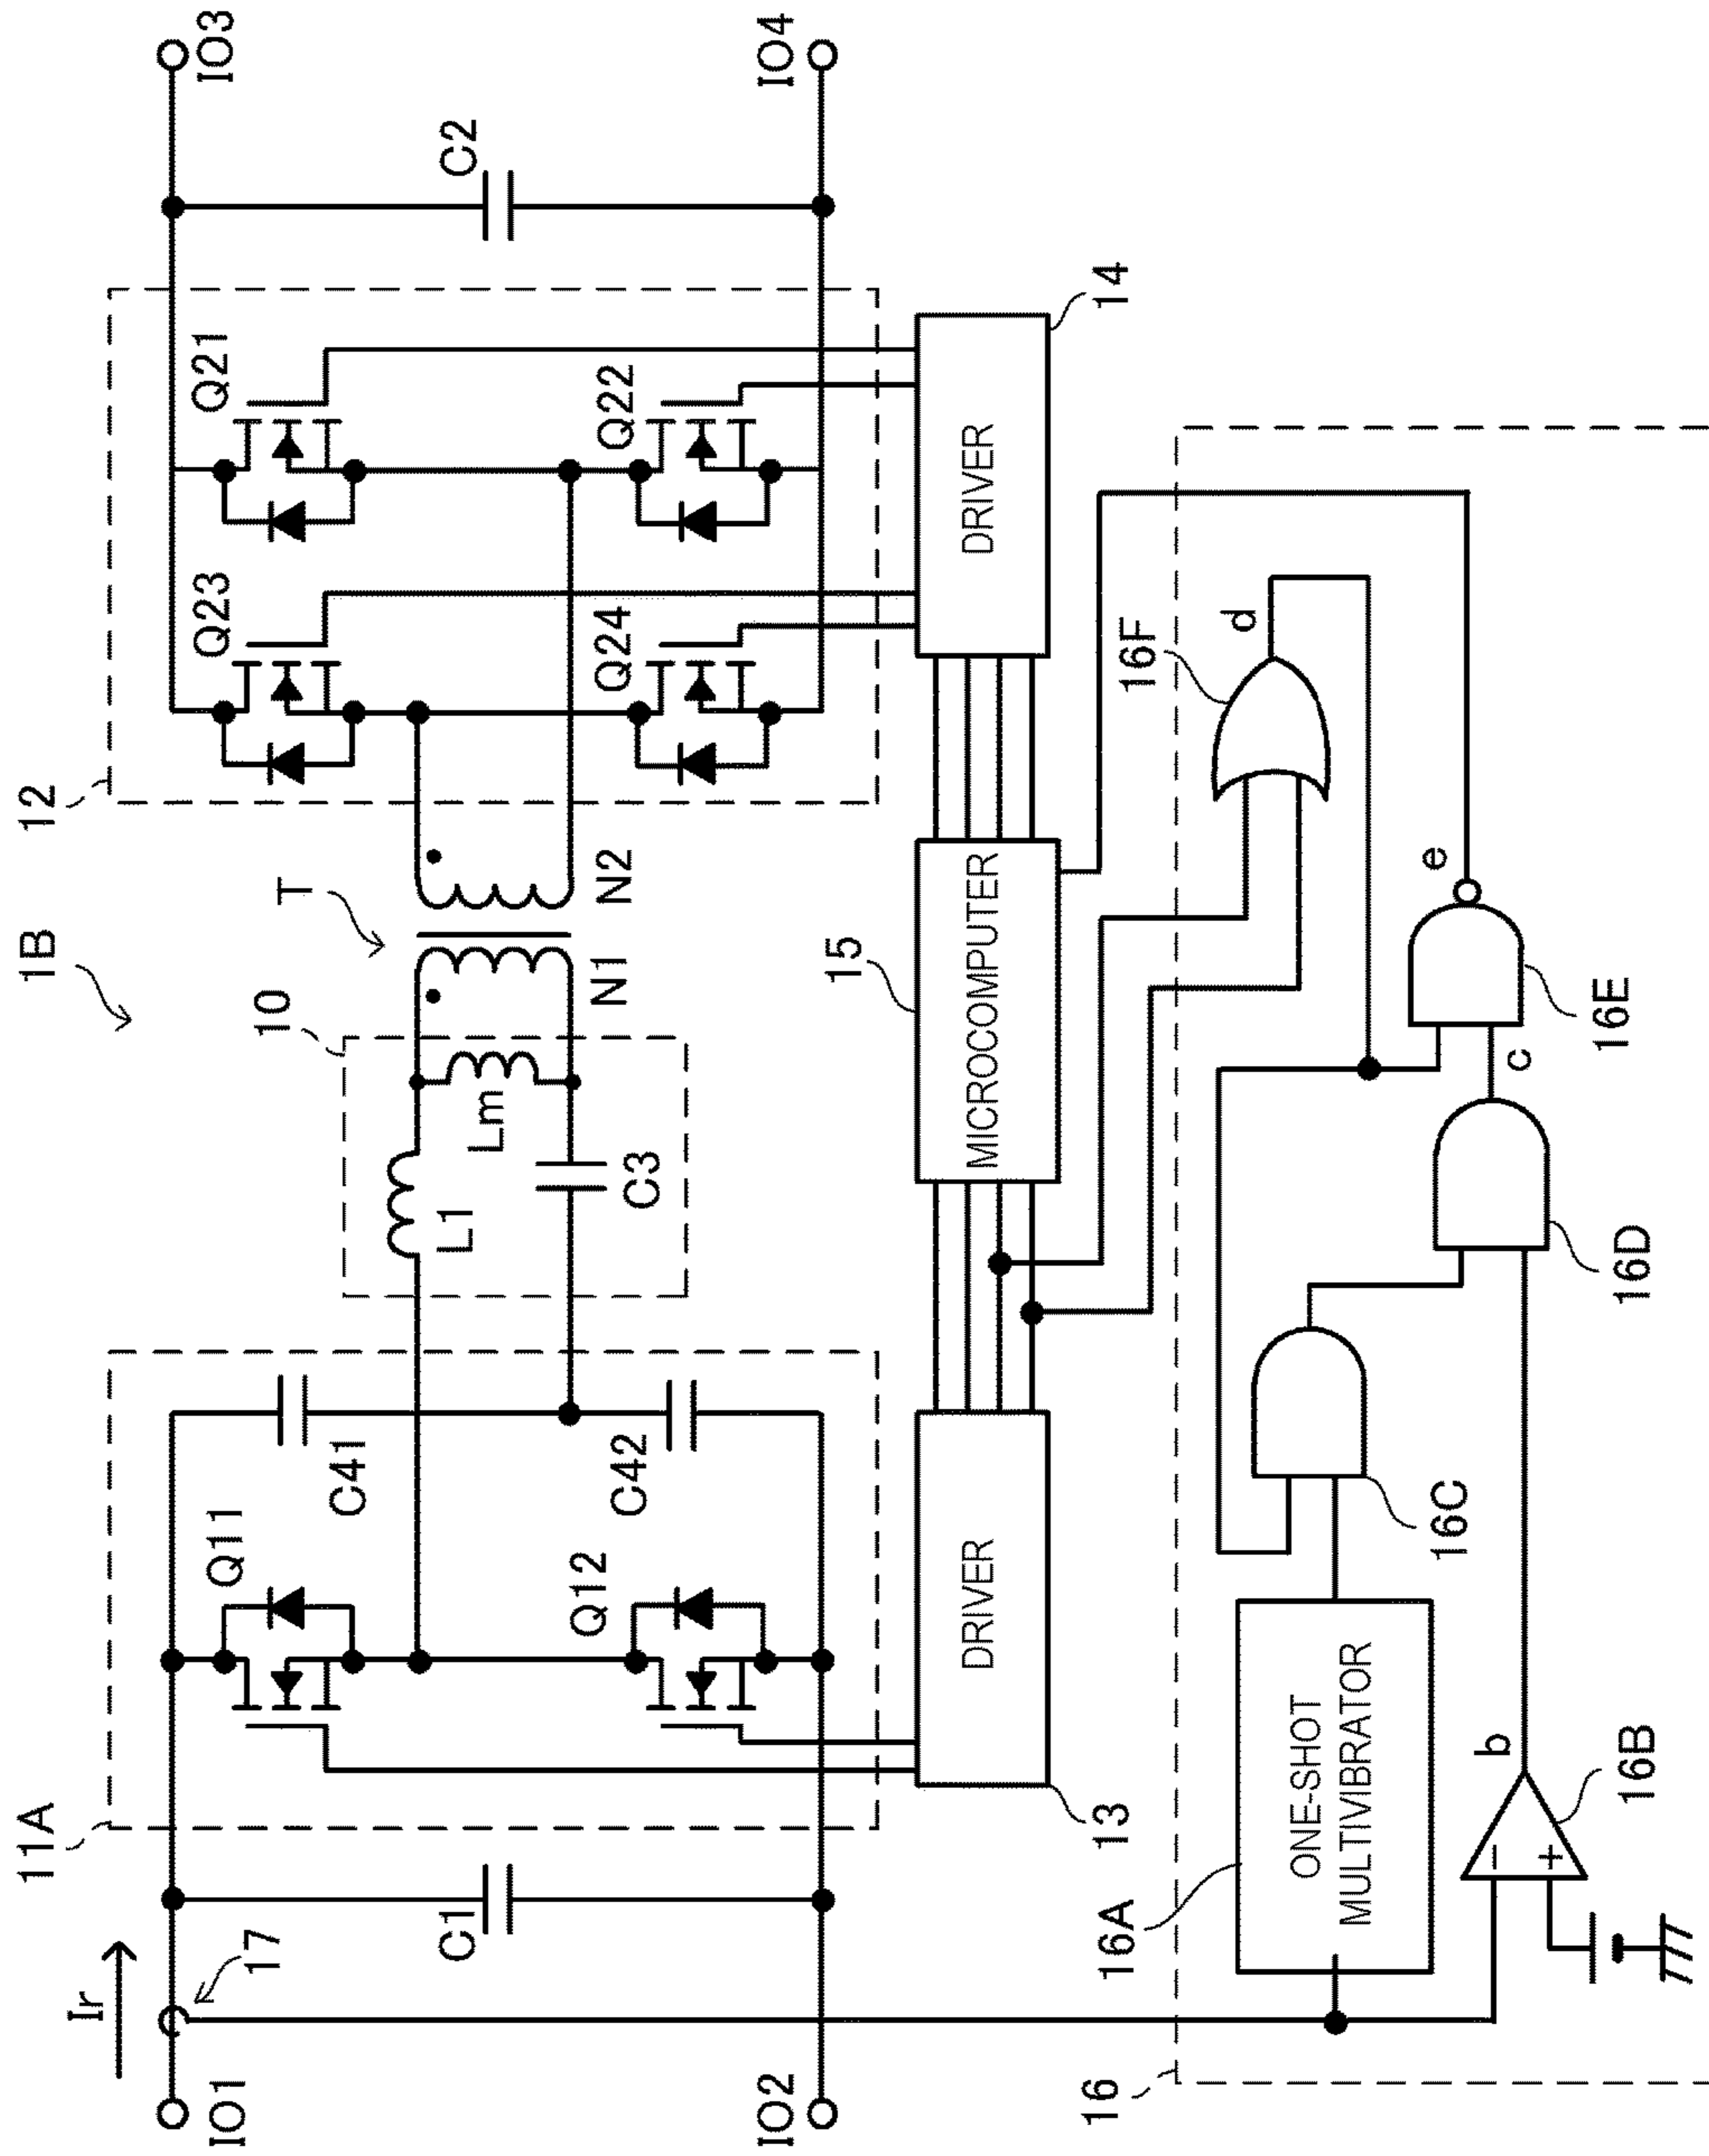 1B
Ir
17
IO1
IO2
C1
11A
Q11
Q12
C41
C42
10
L1
Lm
C3
T
N1
N2
12
Q23
Q21
Q24
Q22
C2
IO3
IO4
13
DRIVER
15
MICROCOMPUTER
DRIVER
14
16
16A
ONE-SHOT
MULTIVIBRATOR
−
+
16B
b
16C
16D
c
16E
e
16F
d